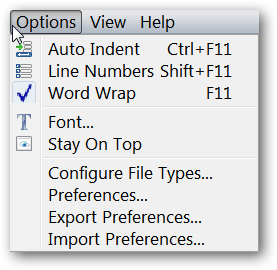 Options View Help
Auto Indent Ctrl+F11
Line Numbers Shift+F11
Word Wrap F11
Font...
Stay On Top
Configure File Types...
Preferences...
Export Preferences...
Import Preferences...